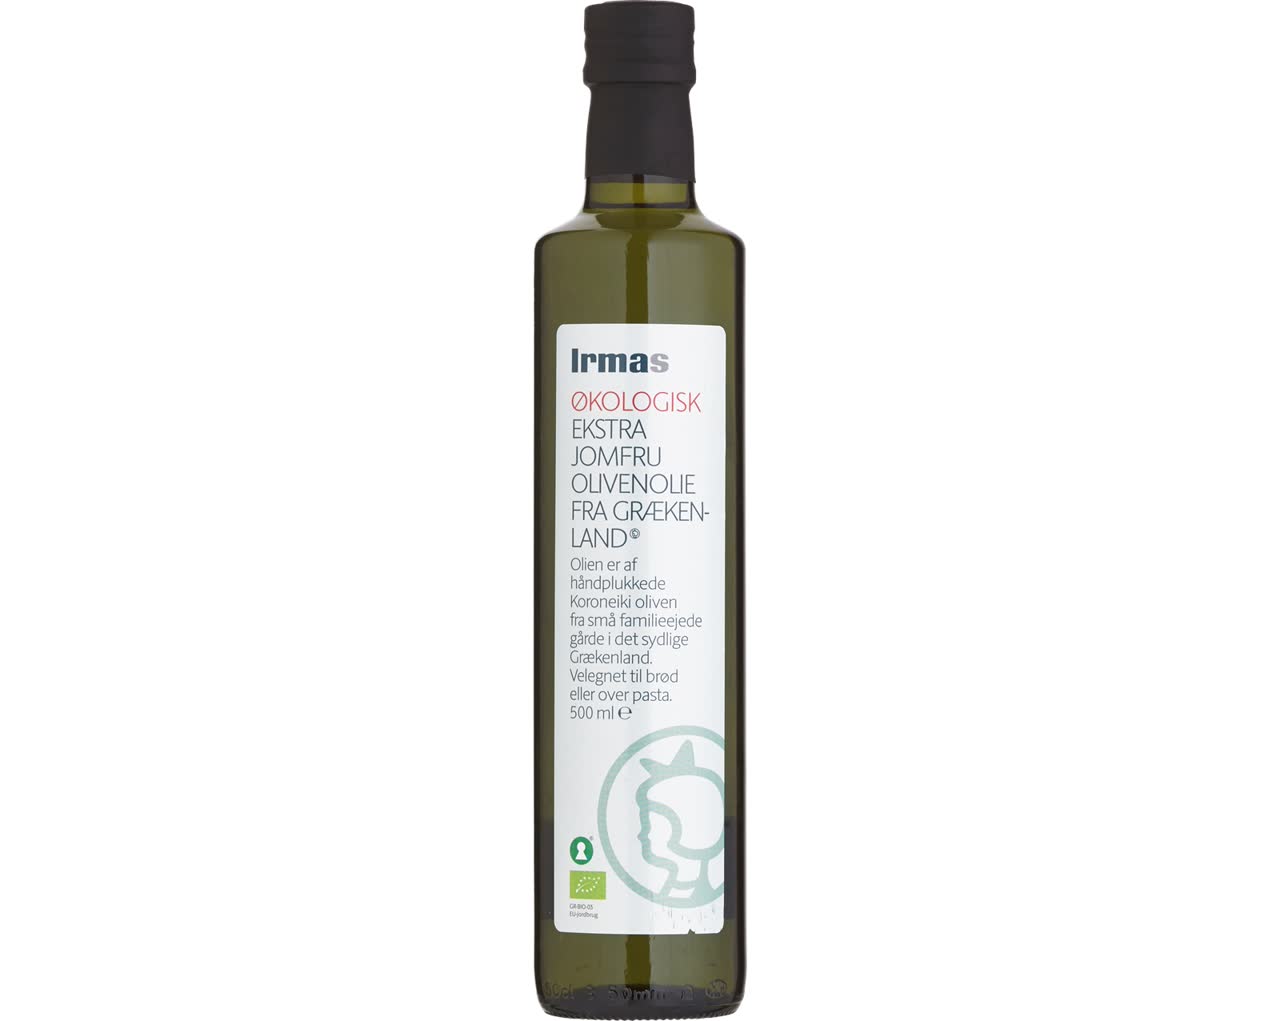 Irmas
ØKOLOGISK
EKSTRA
JOMFRU
OLIVENOLIE
FRA GRÆKEN-
LAND
Olien er af
håndplukkede
Koroneiki oliven
fra små familieejede
gårde i det sydlige
Grækenland.
Velegnet til brød
eller over pasta.
500 ml ℮
GR-BIO-03
EU-jordbrug